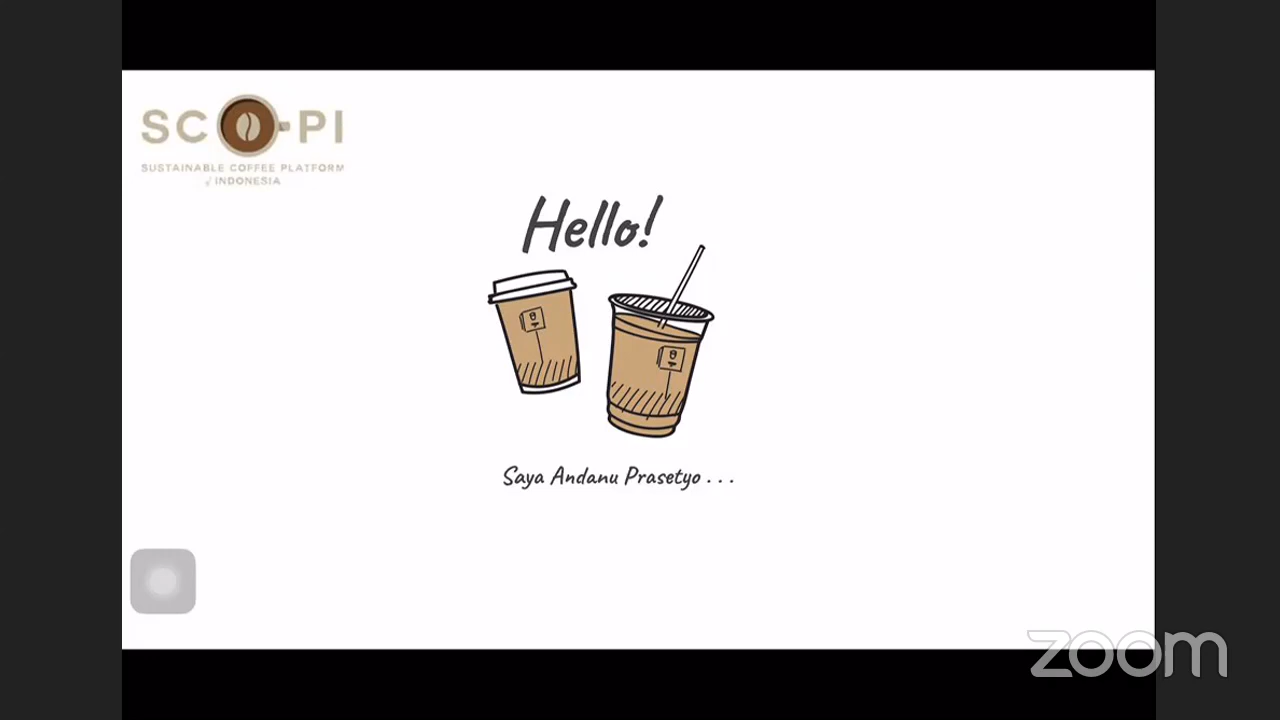 SCOPI
SUSTAINABLE COFFEE PLATFORM
of INDONESIA
Hello!
Saya Andanu Prasetyo . . .
zoom